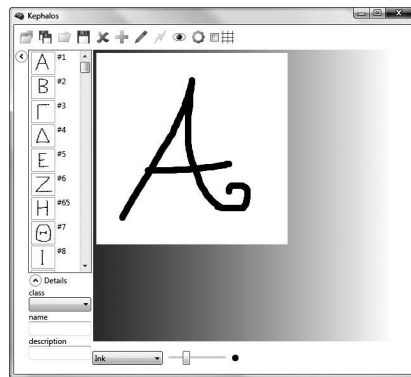 Kephalos
Α #1
Β #2
Γ #3
Δ #4
Ε #5
Ζ #6
Η #65
Θ #7
Ι #8
Α
Details
class
name
description
Ink